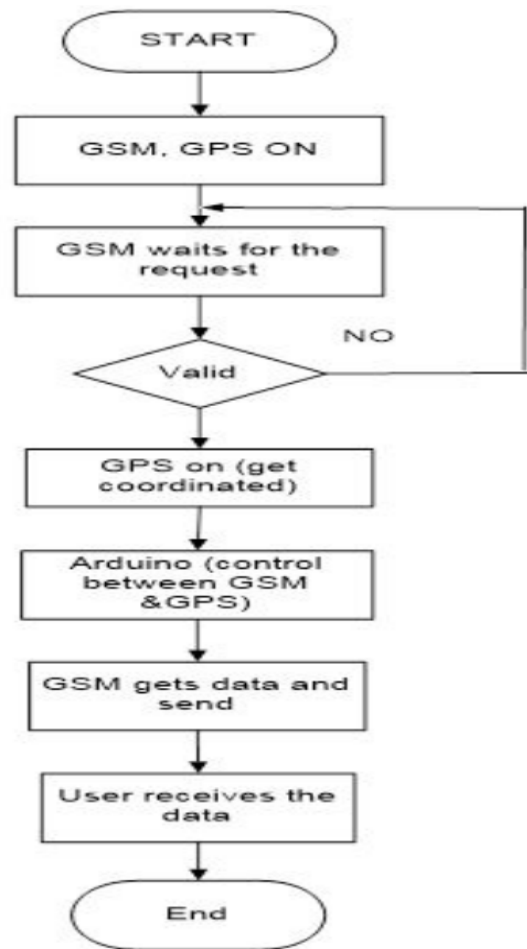 START
GSM, GPS ON
GSM waits for the
request
NO
Valid
GPS on (get
coordinated)
Arduino (control
between GSM
&GPS)
GSM gets data and
send
User receives the
data
End